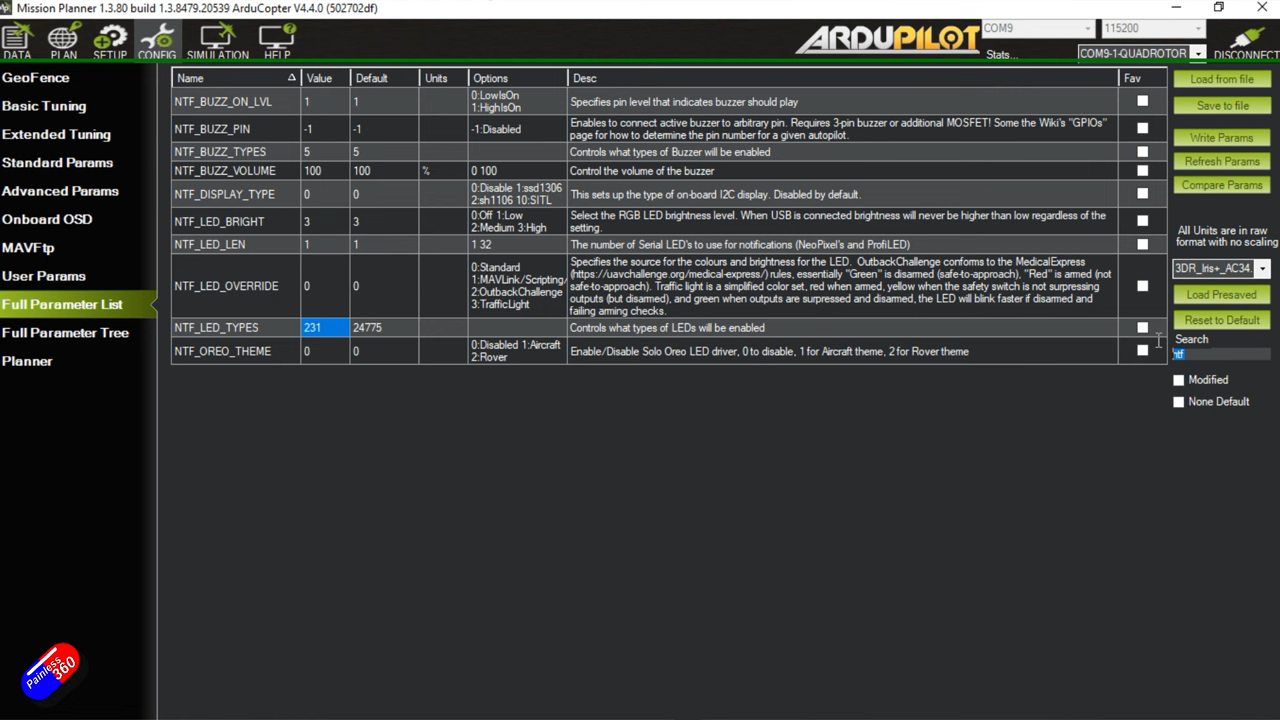 Mission Planner 1.3.80 build 1.3.8479.20539 ArduCopter V4.4.0 (502702df)
DATA PLAN SETUP CONFIG SIMULATION HELP
ARDUPILOT
COM9 115200
Stats... COM9-1-QUADROTOR DISCONNECT
GeoFence
Basic Tuning
Extended Tuning
Standard Params
Advanced Params
Onboard OSD
MAVFtp
User Params
Full Parameter List
Full Parameter Tree
Planner
Name Value Default Units Options Desc Fav
NTF_BUZZ_ON_LVL 1 1 0:LowIsOn
1:HighIsOn
Specifies pin level that indicates buzzer should play
NTF_BUZZ_PIN -1 -1 -1:Disabled
Enables to connect active buzzer to arbitrary pin. Requires 3-pin buzzer or additional MOSFET! Some the Wiki's "GPIOs"
page for how to determine the pin number for a given autopilot.
NTF_BUZZ_TYPES 5 5 Controls what types of Buzzer will be enabled
NTF_BUZZ_VOLUME 100 100 % 0 100 Control the volume of the buzzer
NTF_DISPLAY_TYPE 0 0 0:Disable 1:ssd1306
2:sh1106 10:SITL
This sets up the type of on-board I2C display. Disabled by default.
NTF_LED_BRIGHT 3 3 0:Off 1:Low
2:Medium 3:High
Select the RGB LED brightness level. When USB is connected brightness will never be higher than low regardless of the
setting.
NTF_LED_LEN 1 1 1 32 The number of Serial LED's to use for notifications (NeoPixel's and ProfiLED)
NTF_LED_OVERRIDE 0 0 0:Standard
1:MAVLink/Scripting/
2:OutbackChallenge
3:TrafficLight
Specifies the source for the colours and brightness for the LED. OutbackChallenge conforms to the MedicalExpress
(https://uavchallenge.org/medical-express/) rules, essentially "Green" is disarmed (safe-to-approach), "Red" is armed (not
safe-to-approach). Traffic light is a simplified color set, red when armed, yellow when the safety switch is not surpressing
outputs (but disarmed), and green when outputs are surpressed and disarmed, the LED will blink faster if disarmed and
failing arming checks.
NTF_LED_TYPES 231 24775 Controls what types of LEDs will be enabled
NTF_OREO_THEME 0 0 0:Disabled 1:Aircraft
2:Rover
Enable/Disable Solo Oreo LED driver, 0 to disable, 1 for Aircraft theme, 2 for Rover theme
Load from file
Save to file
Write Params
Refresh Params
Compare Params
All Units are in raw
format with no scaling
3DR_Iris+_AC34.
Load Presaved
Reset to Default
Search
ntf
Modified
None Default
Painless
360